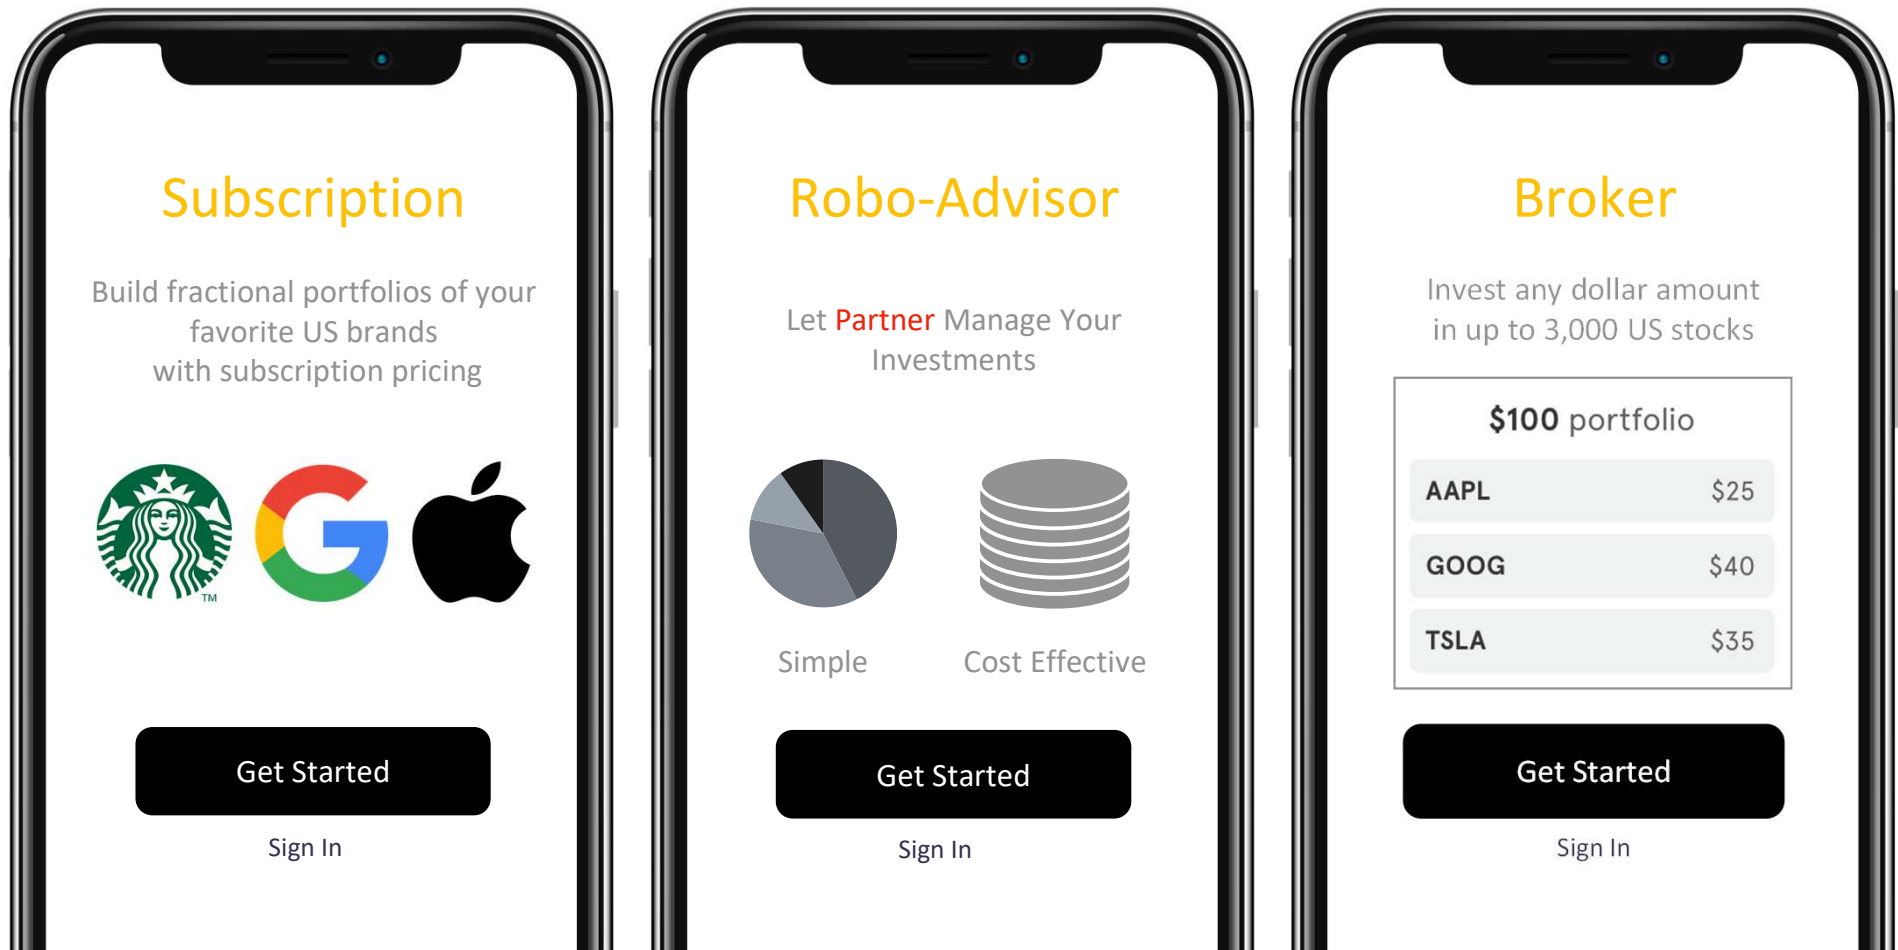 Subscription
Build fractional portfolios of your
favorite US brands
with subscription pricing
TM
Get Started
Sign In
Robo-Advisor
Let Partner Manage Your
Investments
Simple
Cost Effective
Get Started
Sign In
Broker
Invest any dollar amount
in up to 3,000 US stocks
$100 portfolio
AAPL $25
GOOG $40
TSLA $35
Get Started
Sign In